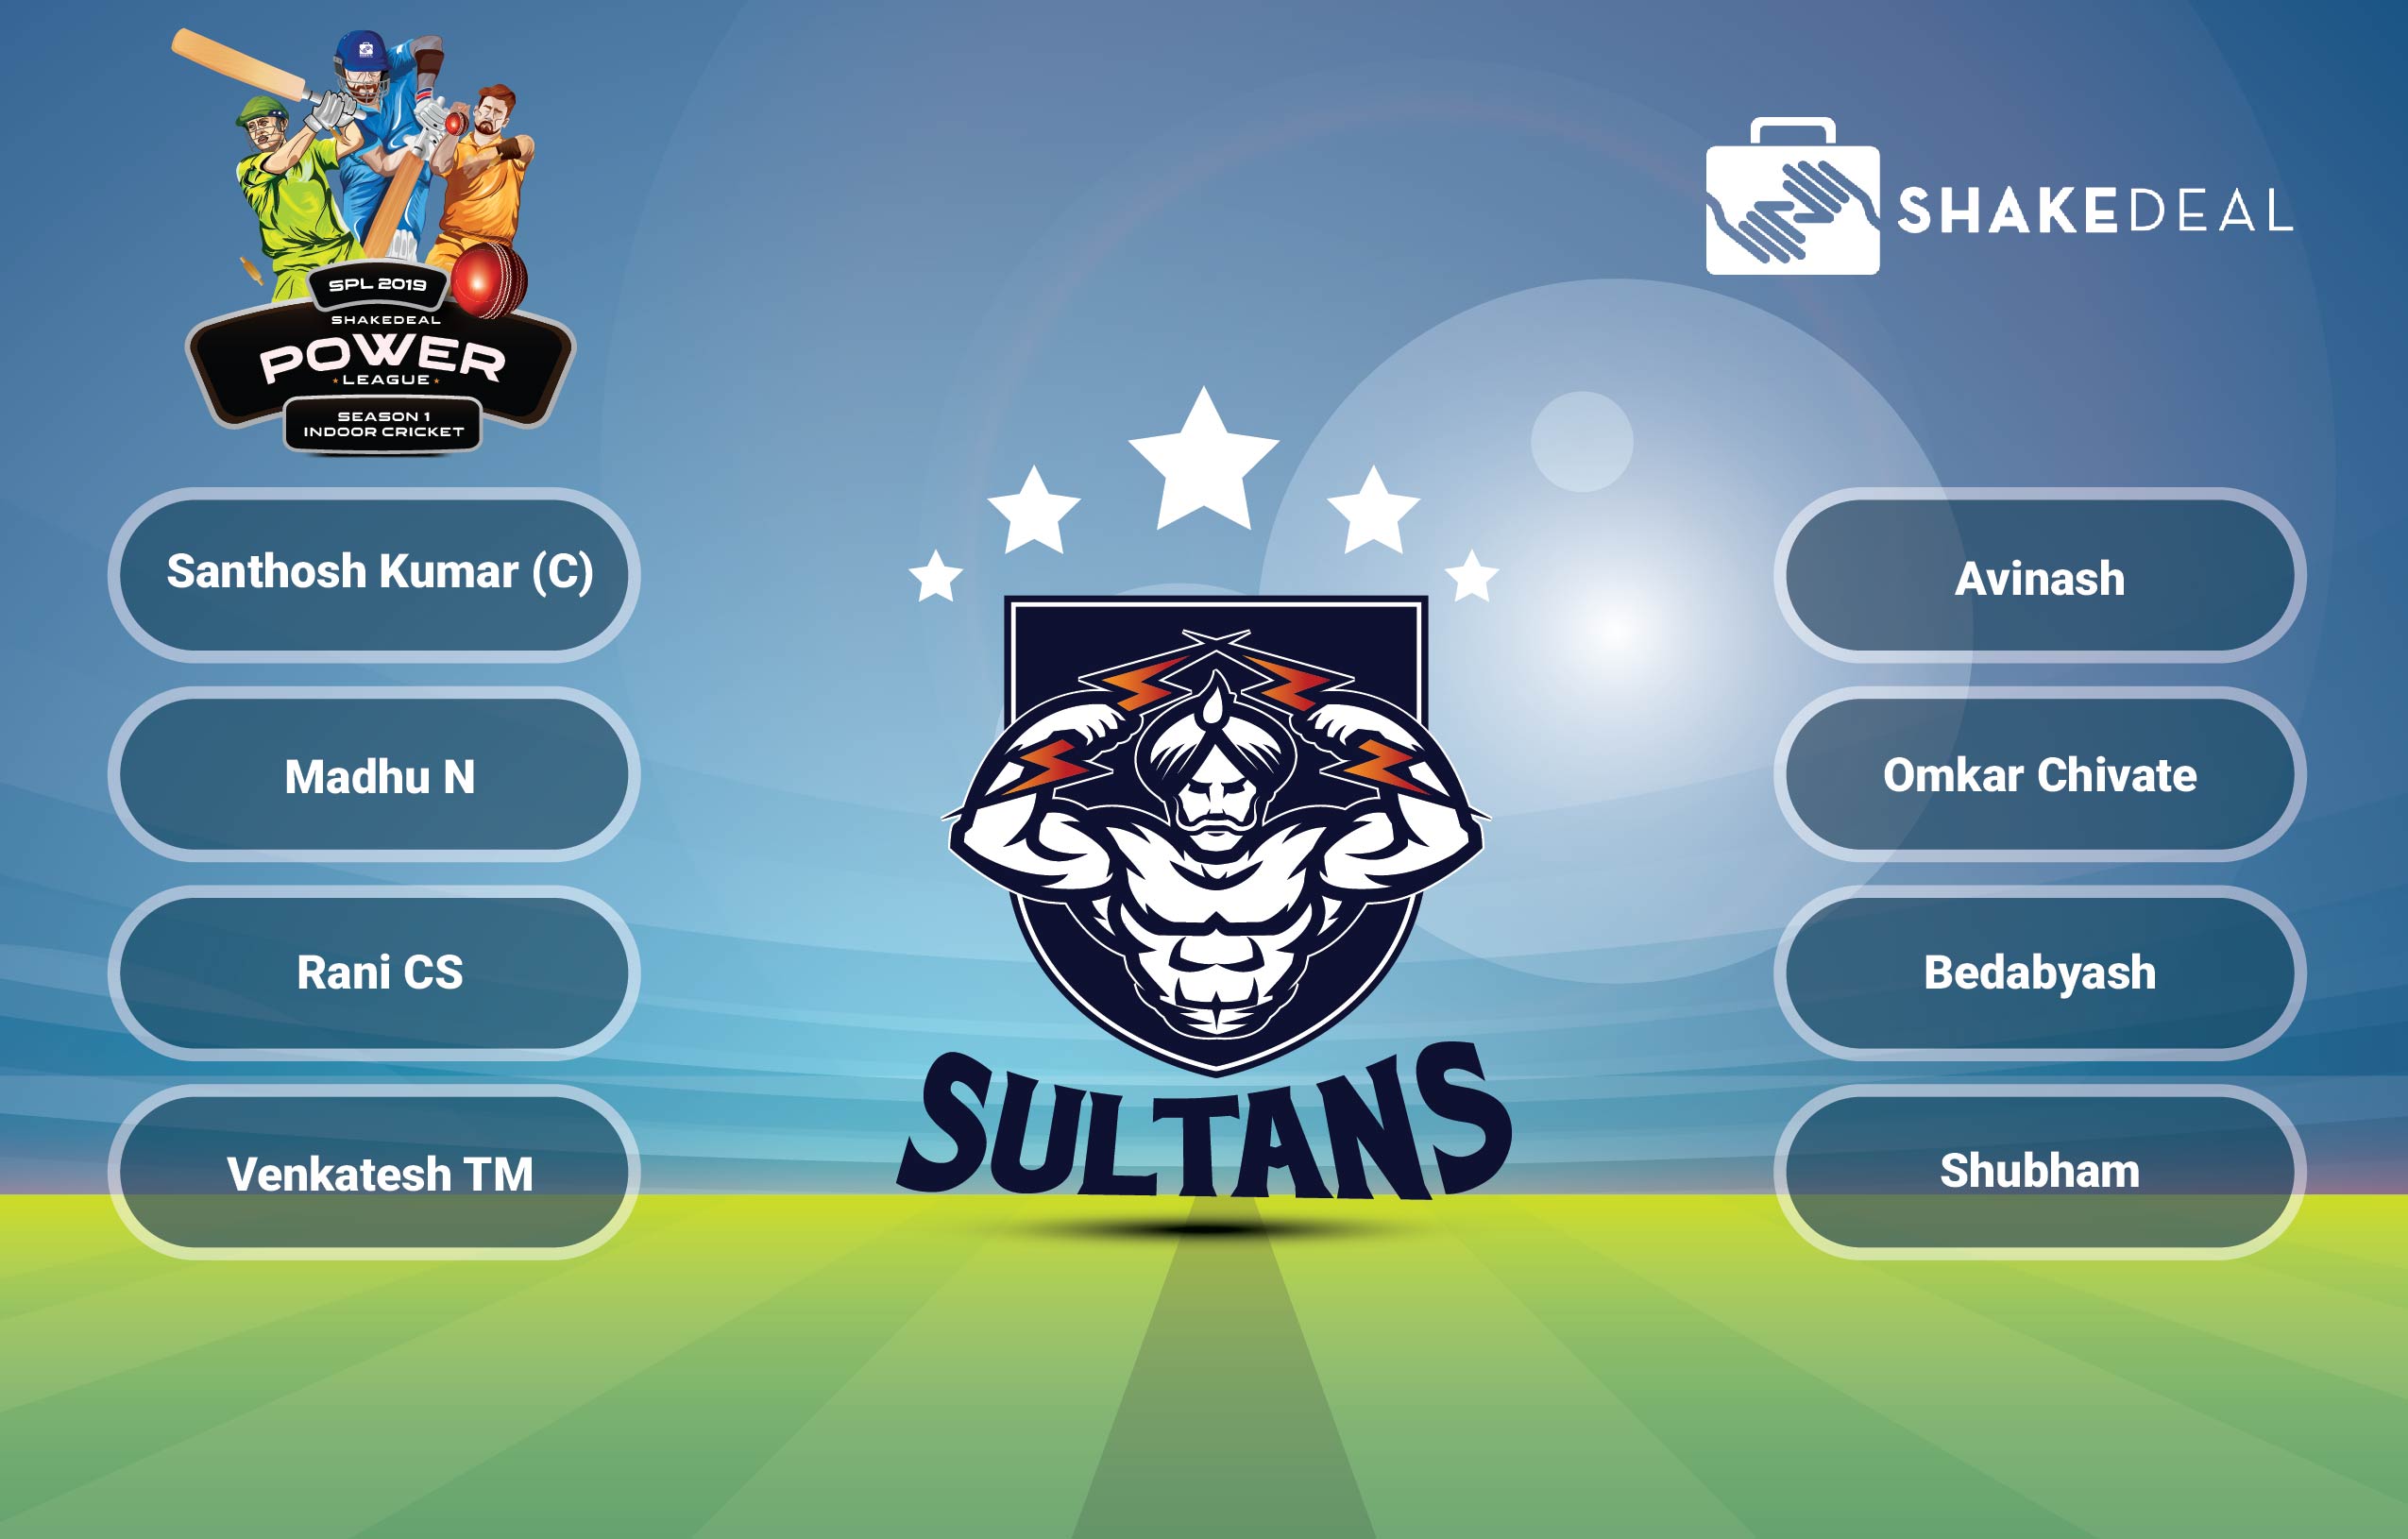 SPL 2019
SHAKEDEAL
POWER
LEAGUE
SEASON 1
INDOOR CRICKET
SHAKEDEAL
Santhosh Kumar (C)
Madhu N
Rani CS
Venkatesh TM
SULTANS
Avinash
Omkar Chivate
Bedabyash
Shubham